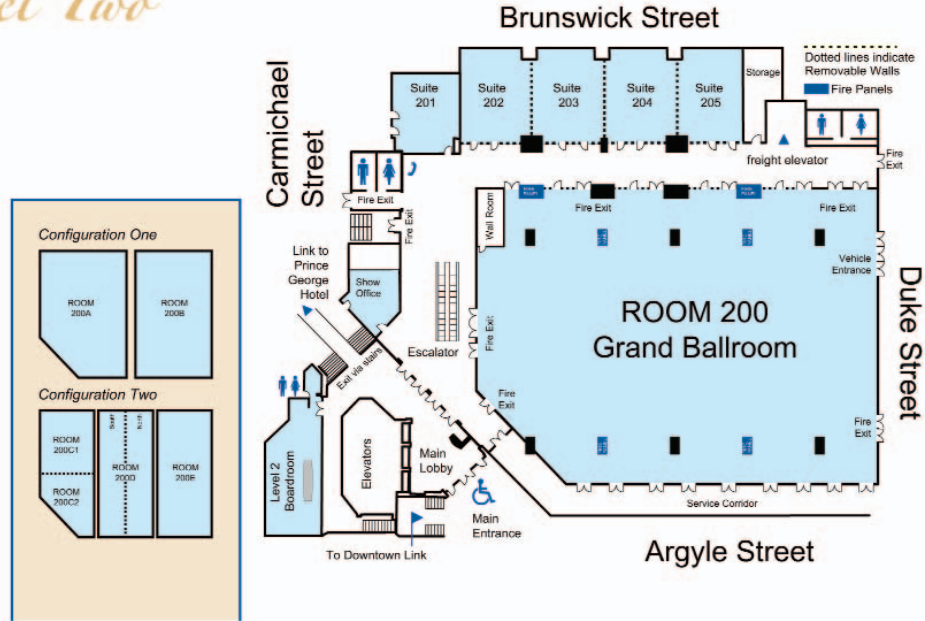 Two
Brunswick Street
Carmichael
Street
Dotted lines indicate
Removable Walls
Fire Panels
Storage
Suite
201
Suite
202
Suite
203
Suite
204
Suite
205
freight elevator
Fire
Exit
Fire Exit
Fire Exit
Wall Room
Fire Exit
Fire Exit
Vehicle
Entrance
Duke Street
Link to
Prince
George
Hotel
Show
Office
Escalator
Fire Exit
ROOM 200
Grand Ballroom
Exit via stairs
Fire
Exit
Fire
Exit
Level 2
Boardroom
Elevators
Main
Lobby
Main
Entrance
Service Corridor
To Downtown Link
Argyle Street
Configuration One
ROOM
200A
ROOM
200B
Configuration Two
ROOM
200C1
ROOM
200C2
South
North
ROOM
200D
ROOM
200E